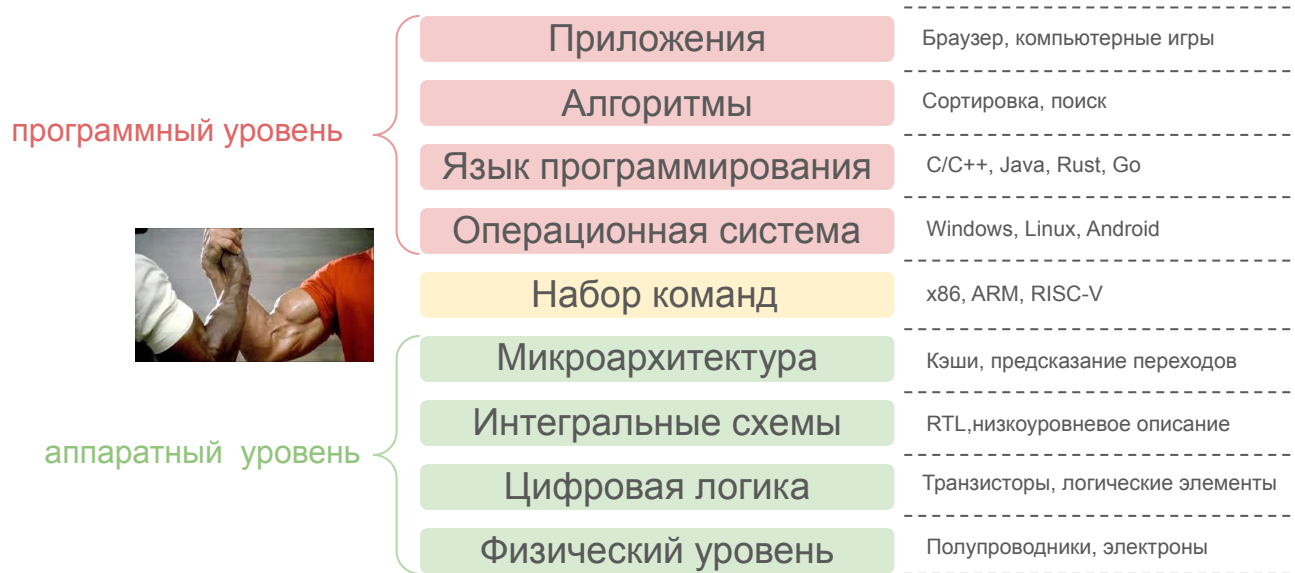 Приложения
Браузер, компьютерные игры
Алгоритмы
Сортировка, поиск
программный уровень
Язык программирования
C/C++, Java, Rust, Go
Операционная система
Windows, Linux, Android
Набор команд
x86, ARM, RISC-V
Микроархитектура
Кэши, предсказание переходов
Интегральные схемы
RTL,низкоуровневое описание
аппаратный уровень
Цифровая логика
Транзисторы, логические элементы
Физический уровень
Полупроводники, электроны